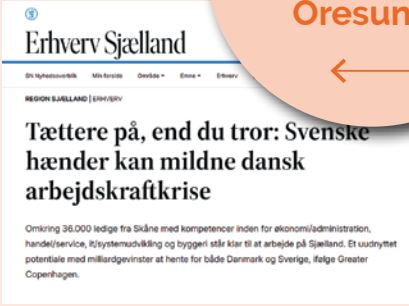 Oresun
Erhverv Sjælland
SN Nyhedsoverblik Min forside Område Emne Erhverv
REGION SJÆLLAND | ERHVERV
Tættere på, end du tror: Svenske
hænder kan mildne dansk
arbejdskraftkrise
Omkring 36.000 ledige fra Skåne med kompetencer inden for økonomi/administration,
handel/service, it/systemudvikling og byggeri står klar til at arbejde på Sjælland. Et uudnyttet
potentiale med milliardgevinster at hente for både Danmark og Sverige, ifølge Greater
Copenhagen.